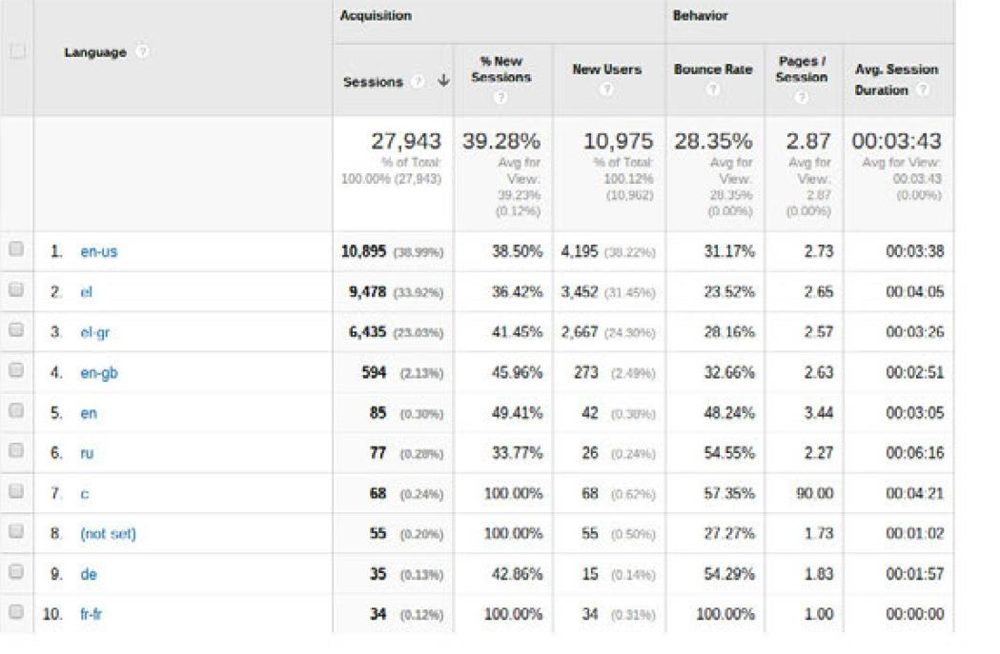 Acquisition Behavior
Language ? Sessions ? % New Sessions ? New Users ? Bounce Rate ? Pages / Session ? Avg. Session Duration ?
27,943 39.28% 10,975 28.35% 2.87 00:03:43
% of Total: 100.00% (27,943) Avg for View: 39.23% (0.12%) % of Total: 100.12% (10,962) Avg for View: 28.35% (0.00%) Avg for View: 2.87 (0.00%) Avg for View: 00:03:43 (0.00%)
1. en-us 10,895 (38.99%) 38.50% 4,195 (38.22%) 31.17% 2.73 00:03:38
2. el 9,478 (33.92%) 36.42% 3,452 (31.45%) 23.52% 2.65 00:04:05
3. el-gr 6,435 (23.03%) 41.45% 2,667 (24.30%) 28.16% 2.57 00:03:26
4. en-gb 594 (2.13%) 45.96% 273 (2.49%) 32.66% 2.63 00:02:51
5. en 85 (0.30%) 49.41% 42 (0.38%) 48.24% 3.44 00:03:05
6. ru 77 (0.28%) 33.77% 26 (0.24%) 54.55% 2.27 00:06:16
7. c 68 (0.24%) 100.00% 68 (0.62%) 57.35% 90.00 00:04:21
8. (not set) 55 (0.20%) 100.00% 55 (0.50%) 27.27% 1.73 00:01:02
9. de 35 (0.13%) 42.86% 15 (0.14%) 54.29% 1.83 00:01:57
10. fr-fr 34 (0.12%) 100.00% 34 (0.31%) 100.00% 1.00 00:00:00